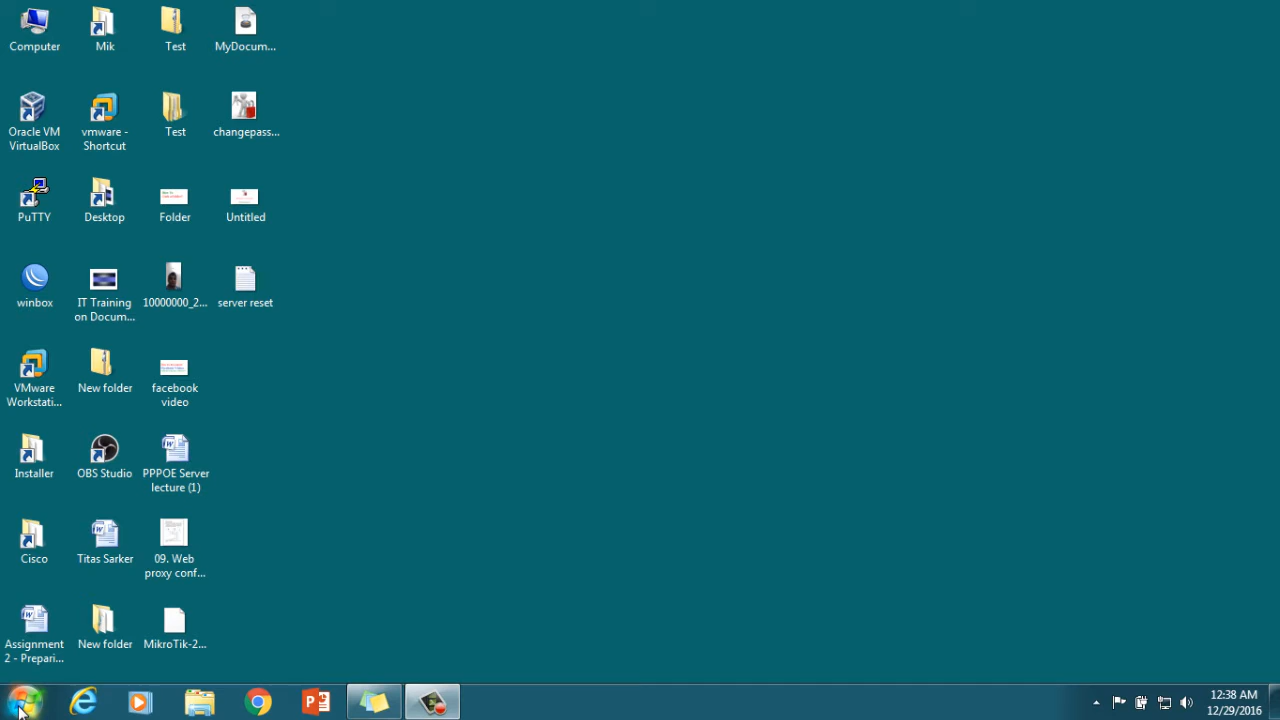 Computer
Mik
Test
MyDocum...
Oracle VM
VirtualBox
vmware -
Shortcut
Test
changepass...
PuTTY
Desktop
Folder
Untitled
winbox
IT Training
on Docum...
10000000_2...
server reset
VMware
Workstati...
New folder
facebook
video
Installer
OBS Studio
PPPOE Server
lecture (1)
Cisco
Titas Sarker
09. Web
proxy conf...
Assignment
2 - Prepari...
New folder
MikroTik-2...
12:38 AM
12/29/2016